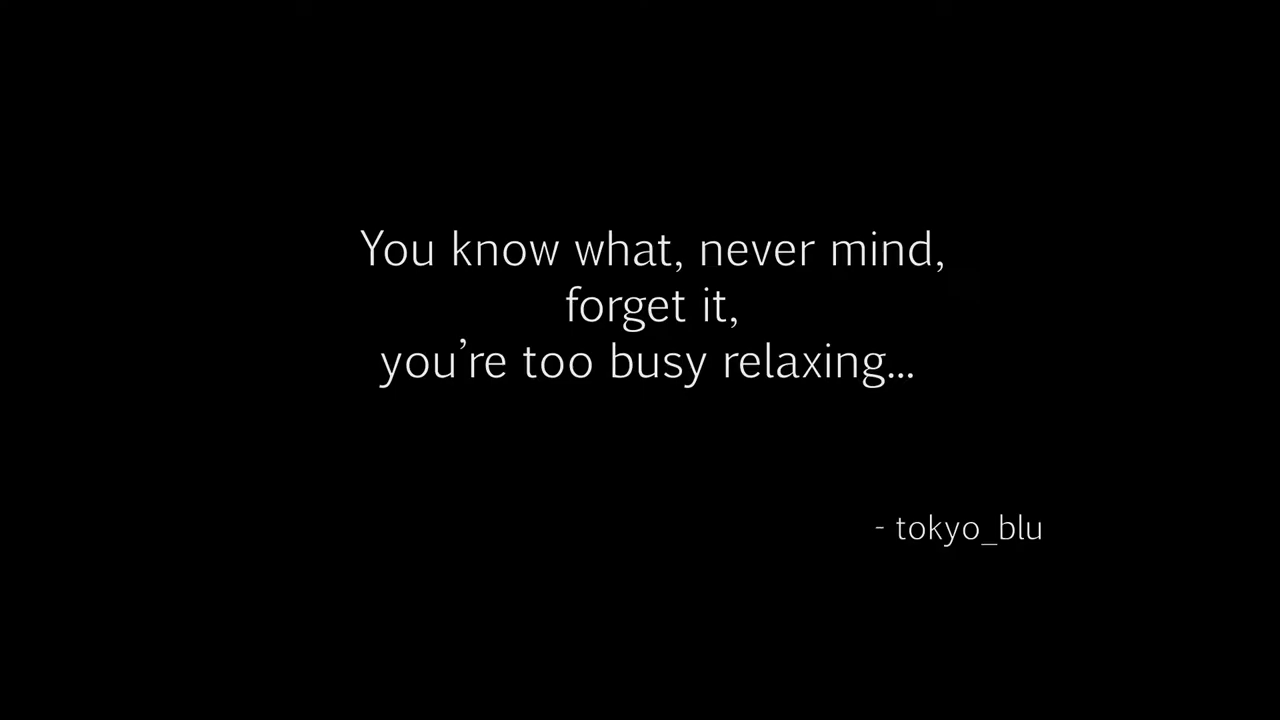 You know what, never mind,
forget it,
you’re too busy relaxing...
- tokyo_blu